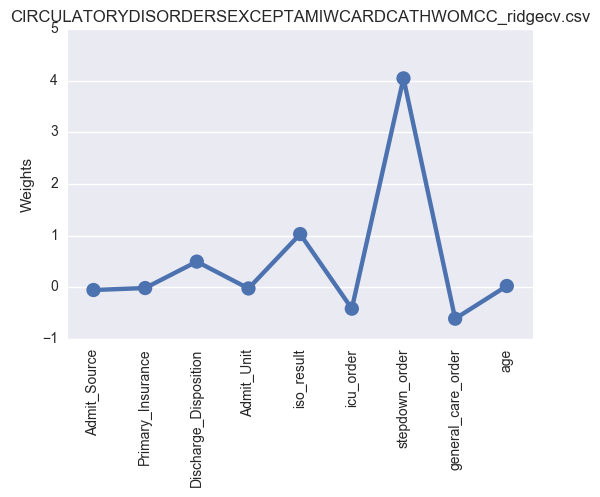 CIRCULATORYDISORDERSEXCEPTAMIWCARDCATHWOMCC_ridgecv.csv
5
4
3
2
1
0
−1
Weights
Admit_Source
Primary_Insurance
Discharge_Disposition
Admit_Unit
iso_result
icu_order
stepdown_order
general_care_order
age